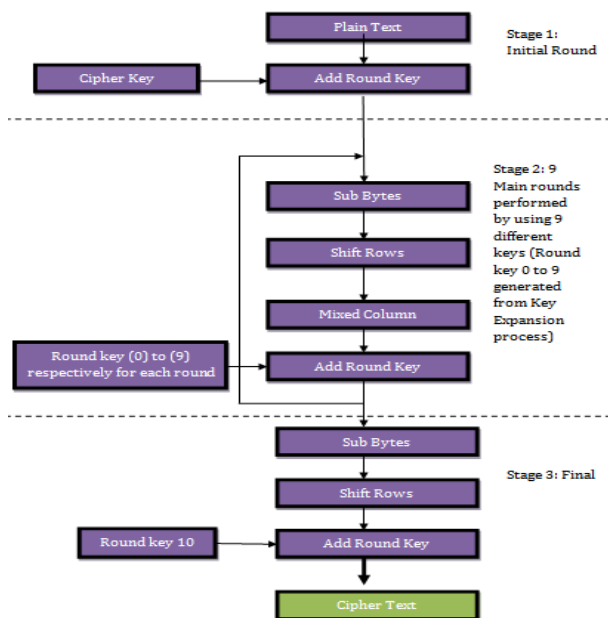 Plain Text
Stage 1:
Initial Round
Cipher Key
Add Round Key
Stage 2: 9
Main rounds
performed
by using 9
different
keys (Round
key 0 to 9
generated
from Key
Expansion
process)
Sub Bytes
Shift Rows
Mixed Column
Round key (0) to (9)
respectively for each round
Add Round Key
Sub Bytes
Stage 3: Final
Shift Rows
Round key 10
Add Round Key
Cipher Text